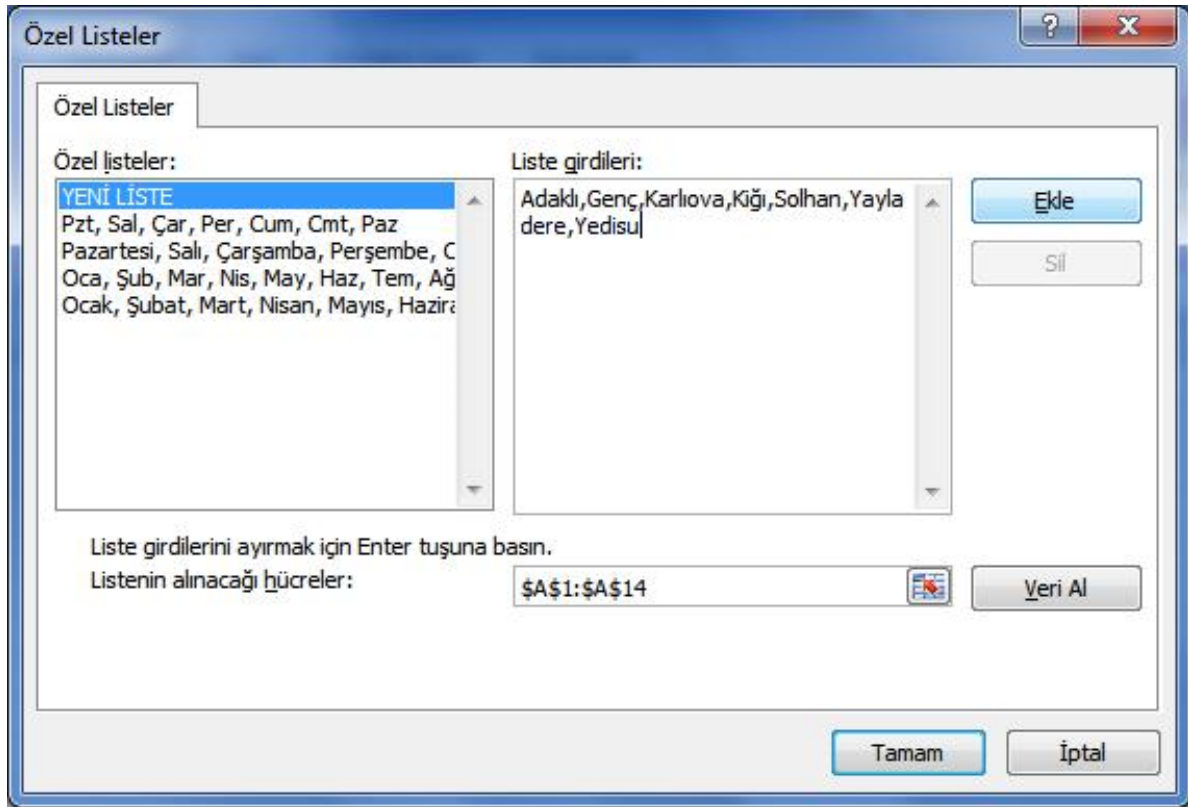 Özel Listeler
Özel Listeler
Özel listeler:
YENİ LİSTE
Pzt, Sal, Çar, Per, Cum, Cmt, Paz
Pazartesi, Salı, Çarşamba, Perşembe, C
Oca, Şub, Mar, Nis, May, Haz, Tem, Ağ
Ocak, Şubat, Mart, Nisan, Mayıs, Hazira
Liste girdileri:
Adaklı,Genç,Karlıova,Kiğı,Solhan,Yayla
dere,Yedisu
Ekle
Sil
Liste girdilerini ayırmak için Enter tuşuna basın.
Listenin alınacağı hücreler:
$A$1:$A$14
Veri Al
Tamam
İptal